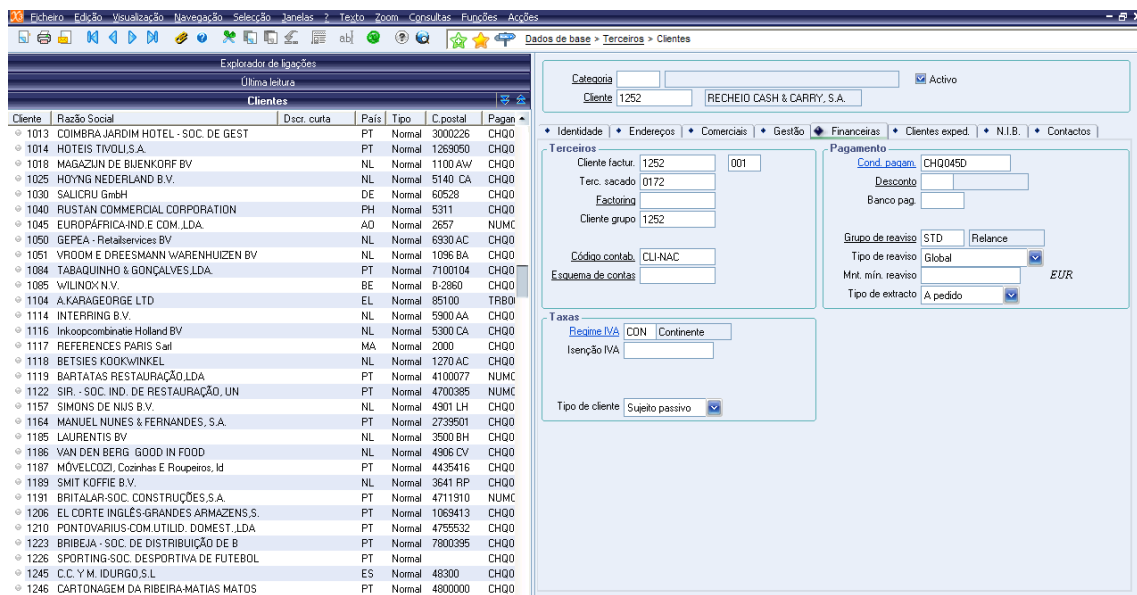 Ficheiro Edição Visualização Navegação Selecção Janelas ? Texto Zoom Consultas Funções Acções
Dados de base > Terceiros > Clientes
Explorador de ligações
Última leitura
Clientes
Cliente Razão Social Dscr. curta País Tipo C.postal Pagan
1013 COIMBRA JARDIM HOTEL - SOC. DE GEST PT Normal 3000226 CHQ0
1014 HOTEIS TIVOLI,S.A. PT Normal 1269050 CHQ0
1018 MAGAZIJN DE BIJENKORF BV NL Normal 1100 AW CHQ0
1025 HOYNG NEDERLAND B.V. NL Normal 5140 CA CHQ0
1030 SALICRU GmbH DE Normal 60528 CHQ0
1040 RUSTAN COMMERCIAL CORPORATION PH Normal 5311 CHQ0
1045 EUROPÁFRICA-IND.E COM.,LDA. AO Normal 2657 NUMC
1050 GEPEA - Retailservices BV NL Normal 6930 AC CHQ0
1051 VROOM E DREESMANN WARENHUIZEN BV NL Normal 1096 BA CHQ0
1084 TABAQUINHO & GONÇALVES,LDA. PT Normal 7100104 CHQ0
1085 WILINOX N.V. BE Normal B-2860 CHQ0
1104 A.KARAGEORGE LTD EL Normal 85100 TRB0
1114 INTERRING B.V. NL Normal 5900 AA CHQ0
1116 Inkoopcombinatie Holland BV NL Normal 5300 CA CHQ0
1117 REFERENCES PARIS Sarl MA Normal 2000 CHQ0
1118 BETSIES KOOKWINKEL NL Normal 1270 AC CHQ0
1119 BARTATAS RESTAURAÇÃO,LDA PT Normal 4100077 NUMC
1122 SIR. - SOC. IND. DE RESTAURAÇÃO, UN PT Normal 4700385 NUMC
1157 SIMONS DE NIJS B.V. NL Normal 4901 LH CHQ0
1164 MANUEL NUNES & FERNANDES, S.A. PT Normal 2739501 CHQ0
1185 LAURENTIS BV NL Normal 3500 BH CHQ0
1186 VAN DEN BERG GOOD IN FOOD NL Normal 4906 CV CHQ0
1187 MÓVELCOZI, Cozinhas E Roupeiros, ld PT Normal 4435416 CHQ0
1189 SMIT KOFFIE B.V. NL Normal 3641 RP CHQ0
1191 BRITALAR-SOC. CONSTRUÇÕES,S.A. PT Normal 4711910 NUMC
1206 EL CORTE INGLÊS-GRANDES ARMAZENS,S. PT Normal 1069413 CHQ0
1210 PONTOVARIUS-COM.UTILID. DOMEST.,LDA PT Normal 4755532 CHQ0
1223 BRIBEJA - SOC. DE DISTRIBUIÇÃO DE B PT Normal 7800395 CHQ0
1226 SPORTING-SOC. DESPORTIVA DE FUTEBOL PT Normal CHQ0
1245 C.C. Y M. IDURGO,S.L ES Normal 48300 CHQ0
1246 CARTONAGEM DA RIBEIRA-MATIAS MATOS PT Normal 4800000 CHQ0
Categoria Activo
Cliente 1252 RECHEIO CASH & CARRY, S.A.
Identidade Endereços Comerciais Gestão Financeiras Clientes exped. N.I.B. Contactos
Terceiros
Cliente factur. 1252 001
Terc. sacado 0172
Factoring
Cliente grupo 1252
Código contab. CLI-NAC
Esquema de contas
Pagamento
Cond. pagam. CHQ045D
Desconto
Banco pag.
Grupo de reaviso STD Relance
Tipo de reaviso Global
Mnt. mín. reaviso EUR
Tipo de extracto A pedido
Taxas
Regime IVA CON Continente
Isenção IVA
Tipo de cliente Sujeito passivo